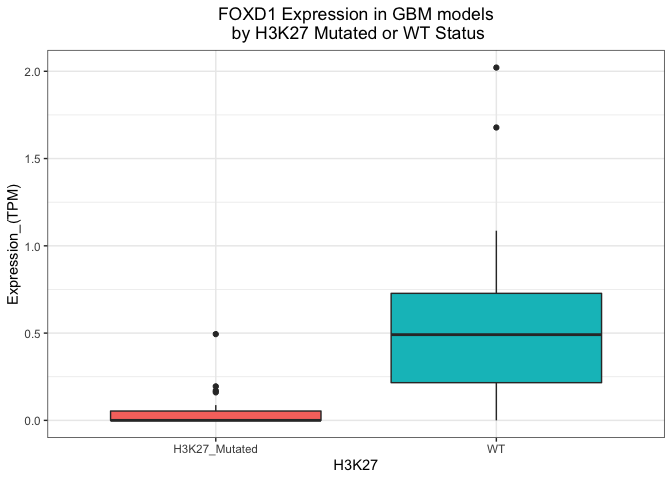 FOXD1 Expression in GBM models
by H3K27 Mutated or WT Status
2.0
1.5
1.0
0.5
0.0
Expression_(TPM)
H3K27_Mutated
WT
H3K27